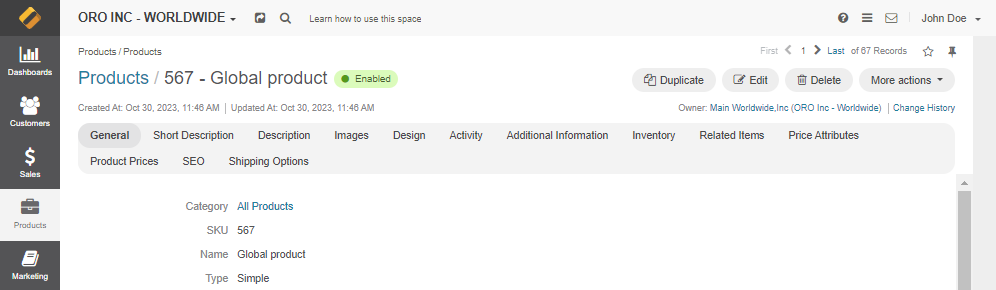 ORO INC - WORLDWIDE Learn how to use this space John Doe
Dashboards
Customers
Sales
Products
Marketing
Products / Products First 1 Last of 67 Records
Products / 567 - Global product Enabled Duplicate Edit Delete More actions
Created At: Oct 30, 2023, 11:46 AM | Updated At: Oct 30, 2023, 11:46 AM Owner: Main Worldwide,Inc (ORO Inc - Worldwide) | Change History
General Short Description Description Images Design Activity Additional Information Inventory Related Items Price Attributes
Product Prices SEO Shipping Options
Category All Products
SKU 567
Name Global product
Type Simple